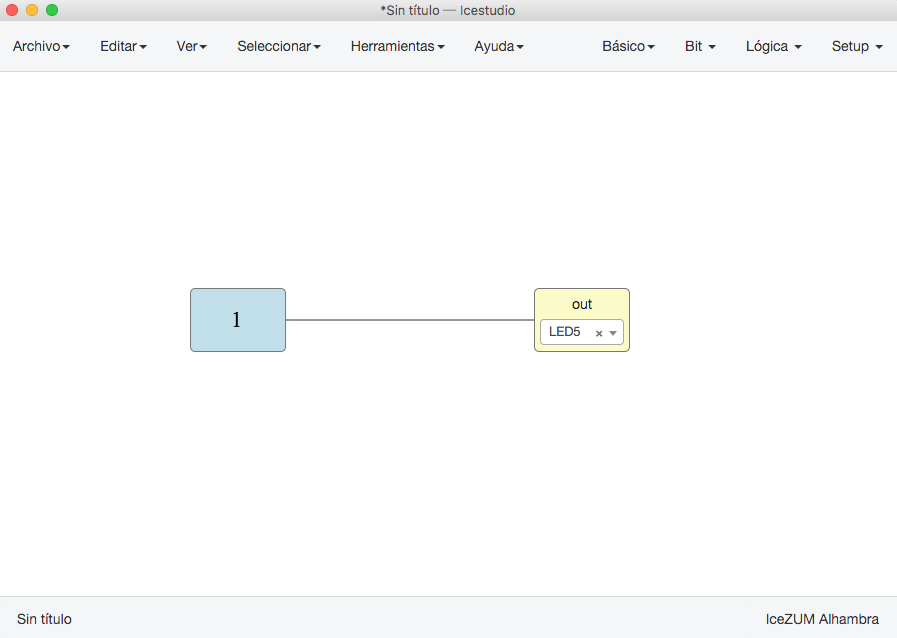 *Sin título — Icestudio
Archivo Editar Ver Seleccionar Herramientas Ayuda Básico Bit Lógica Setup
1
out
LED5
Sin título IceZUM Alhambra